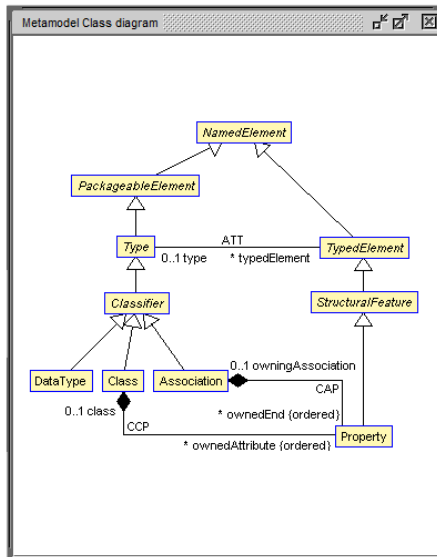 Metamodel Class diagram
NamedElement
PackageableElement
ATT
Type
TypedElement
0..1 type
* typedElement
Classifier
StructuralFeature
0..1 owningAssociation
DataType
Class
Association
CAP
0..1 class
* ownedEnd {ordered}
CCP
Property
* ownedAttribute {ordered}